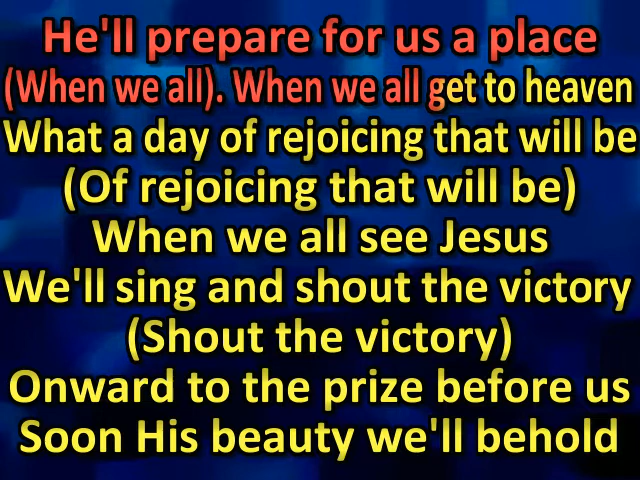 He'll prepare for us a place
(When we all). When we all get to heaven
What a day of rejoicing that will be
(Of rejoicing that will be)
When we all see Jesus
We'll sing and shout the victory
(Shout the victory)
Onward to the prize before us
Soon His beauty we'll behold